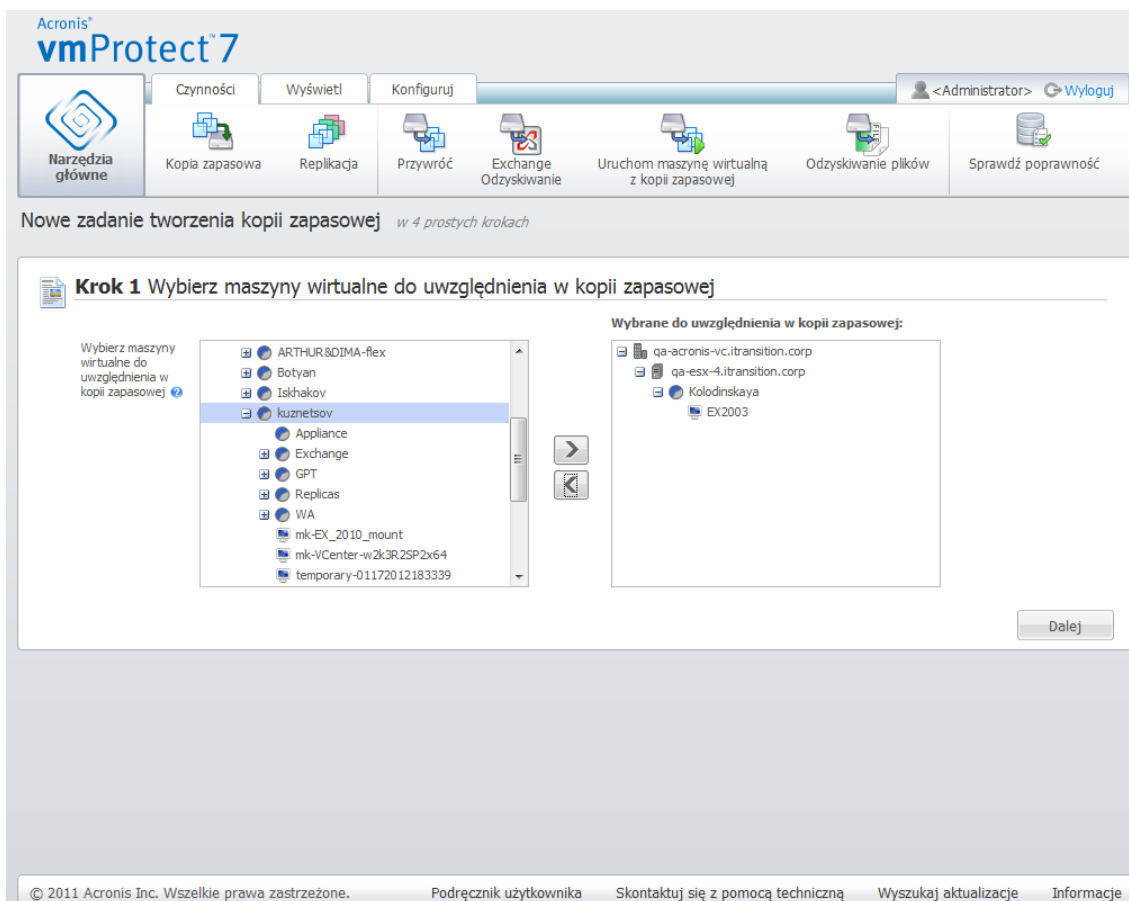 Acronis®
vmProtect™ 7
Czynności Wyświetl Konfiguruj <Administrator> Wyloguj
Narzędzia główne
Kopia zapasowa
Replikacja
Przywróć
Exchange
Odzyskiwanie
Uruchom maszynę wirtualną
z kopii zapasowej
Odzyskiwanie plików
Sprawdź poprawność
Nowe zadanie tworzenia kopii zapasowej w 4 prostych krokach
Krok 1 Wybierz maszyny wirtualne do uwzględnienia w kopii zapasowej
Wybierz maszyny
wirtualne do
uwzględnienia w
kopii zapasowej ?
ARTHUR&DIMA-flex
Botyan
Iskhakov
kuznetsov
Appliance
Exchange
GPT
Replicas
WA
mk-EX_2010_mount
mk-VCenter-w2k3R2SP2x64
temporary-01172012183339
Wybrane do uwzględnienia w kopii zapasowej:
qa-acronis-vc.itransition.corp
qa-esx-4.itransition.corp
Kolodinskaya
EX2003
Dalej
© 2011 Acronis Inc. Wszelkie prawa zastrzeżone. Podręcznik użytkownika Skontaktuj się z pomocą techniczną Wyszukaj aktualizacje Informacje